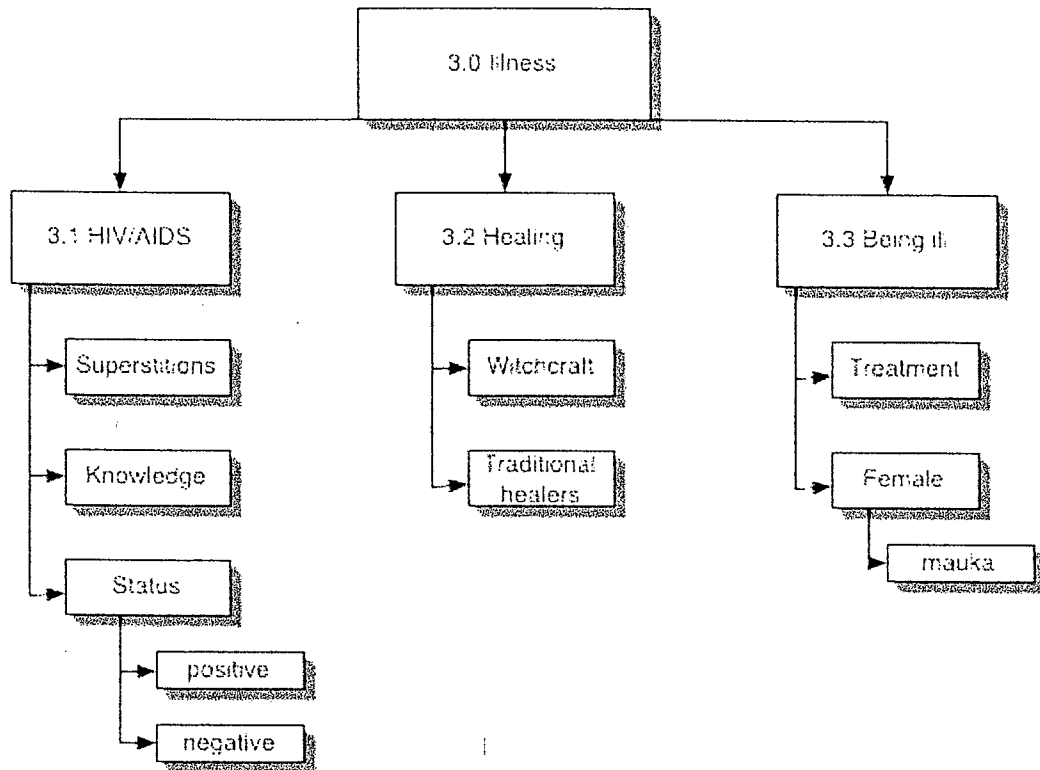 3.0 Illness
3.1 HIV/AIDS
3.2 Healing
3.3 Being ill
Superstitions
Knowledge
Status
positive
negative
Witchcraft
Traditional
healers
Treatment
Female
mauka